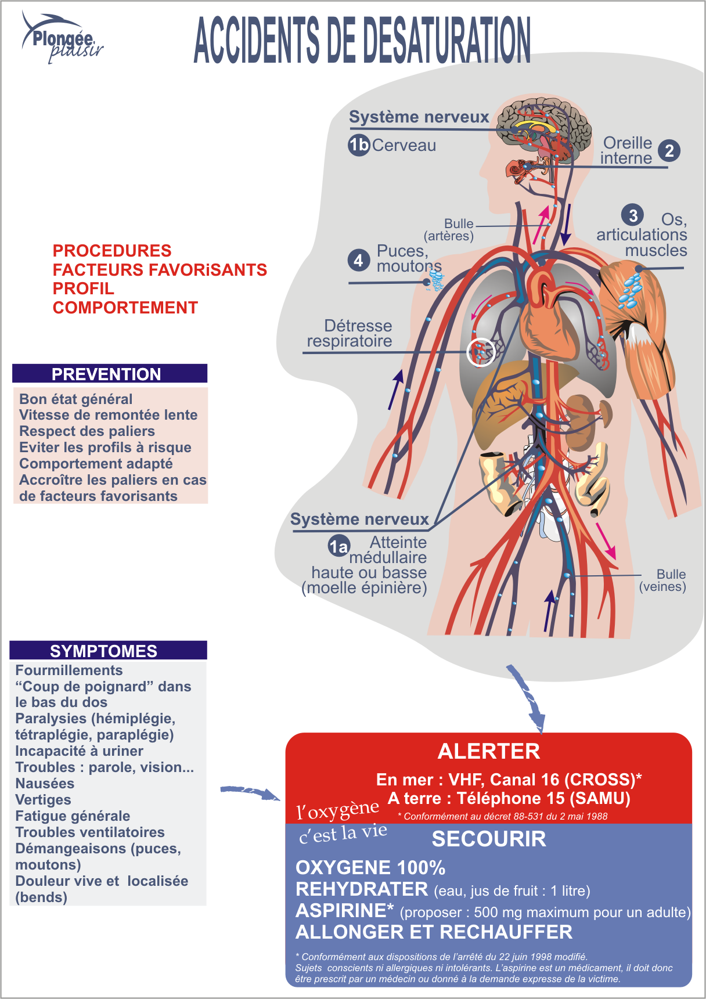 Plongée
plaisir
ACCIDENTS DE DESATURATION
Système nerveux
1b Cerveau
Oreille
interne
2
Bulle
(artères)
3 Os,
articulations
muscles
4 Puces,
moutons
Détresse
respiratoire
PROCEDURES
FACTEURS FAVORiSANTS
PROFIL
COMPORTEMENT
PREVENTION
Bon état général
Vitesse de remontée lente
Respect des paliers
Eviter les profils à risque
Comportement adapté
Accroître les paliers en cas
de facteurs favorisants
Système nerveux
1a Atteinte
médullaire
haute ou basse
(moelle épinière)
Bulle
(veines)
SYMPTOMES
Fourmillements
“Coup de poignard” dans
le bas du dos
Paralysies (hémiplégie,
tétraplégie, paraplégie)
Incapacité à uriner
Troubles : parole, vision...
Nausées
Vertiges
Fatigue générale
Troubles ventilatoires
Démangeaisons (puces,
moutons)
Douleur vive et localisée
(bends)
ALERTER
En mer : VHF, Canal 16 (CROSS)*
A terre : Téléphone 15 (SAMU)
* Conformément au décret 88-531 du 2 mai 1988
l’oxygène
c’est la vie
SECOURIR
OXYGENE 100%
REHYDRATER (eau, jus de fruit : 1 litre)
ASPIRINE* (proposer : 500 mg maximum pour un adulte)
ALLONGER ET RECHAUFFER
* Conformément aux dispositions de l’arrêté du 22 juin 1998 modifié.
Sujets conscients ni allergiques ni intolérants. L’aspirine est un médicament, il doit donc
être prescrit par un médecin ou donné à la demande expresse de la victime.